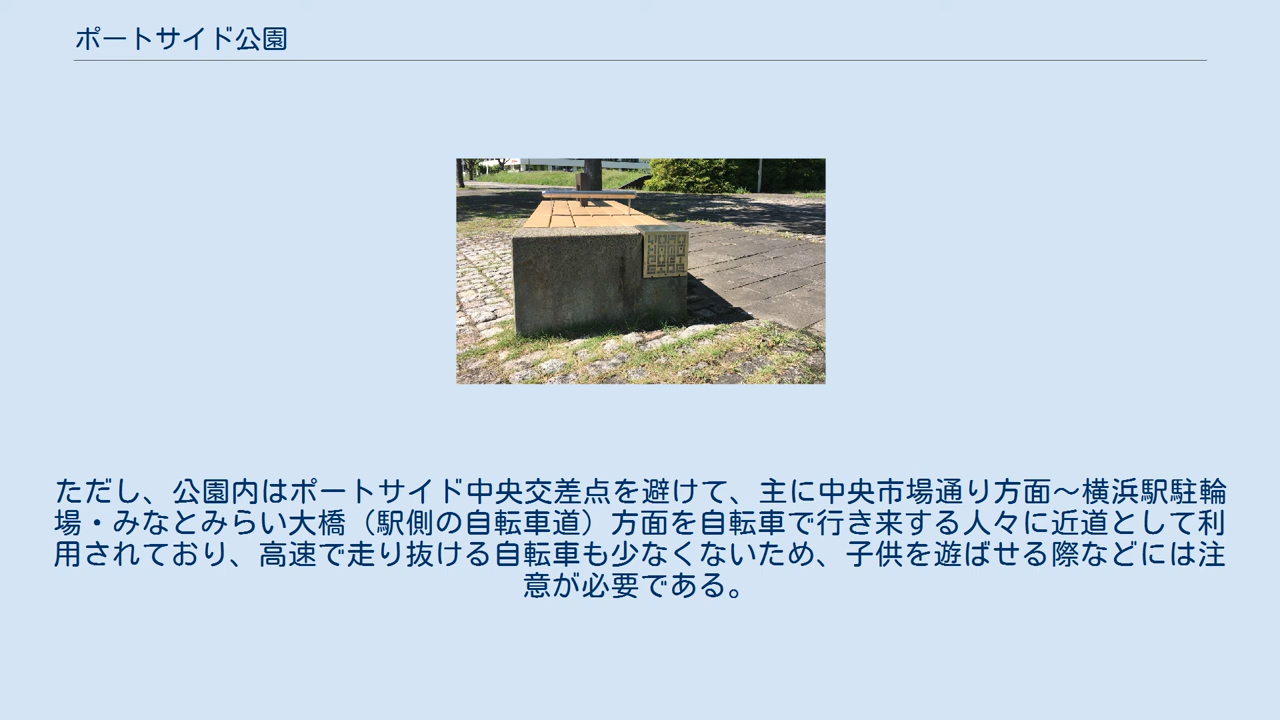 ポートサイド公園
ただし、公園内はポートサイド中央交差点を避けて、主に中央市場通り方面～横浜駅駐輪
場・みなとみらい大橋（駅側の自転車道）方面を自転車で行き来する人々に近道として利
用されており、高速で走り抜ける自転車も少なくないため、子供を遊ばせる際などには注
意が必要である。